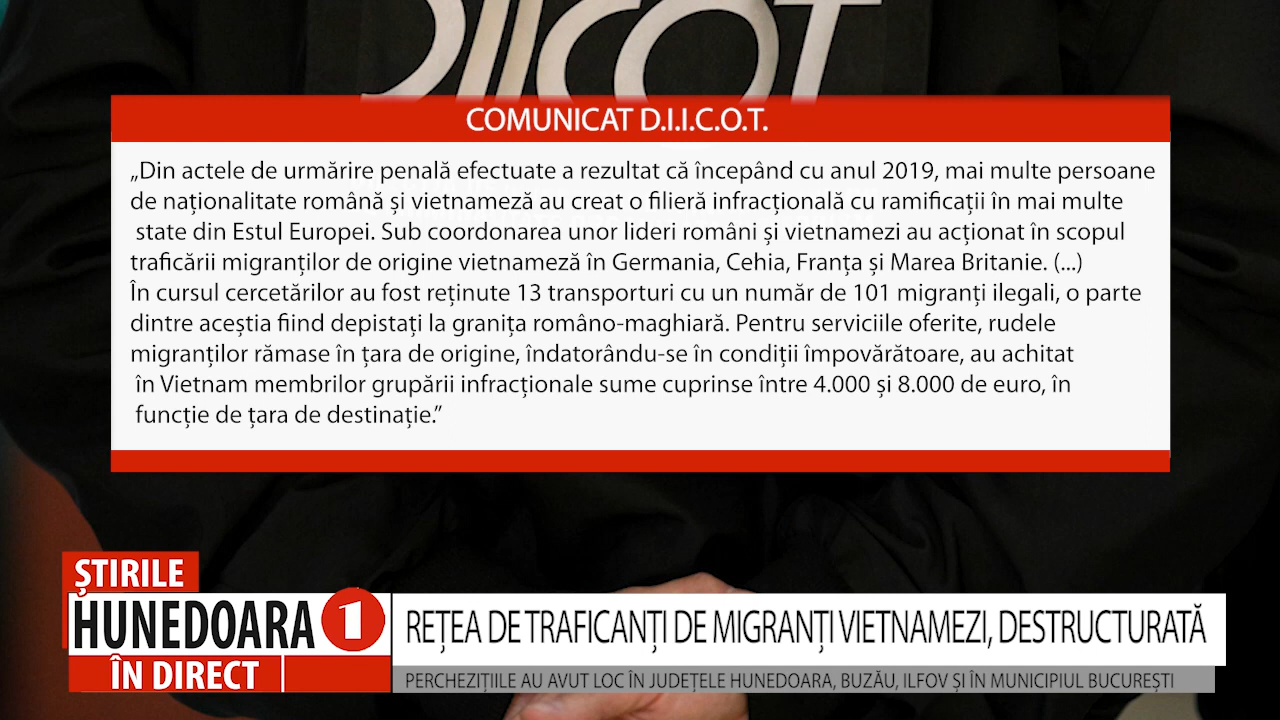 DIICOT
COMUNICAT D.I.I.C.O.T.
„Din actele de urmărire penală efectuate a rezultat că începând cu anul 2019, mai multe persoane
de naționalitate română și vietnameză au creat o filieră infracțională cu ramificații în mai multe
state din Estul Europei. Sub coordonarea unor lideri români și vietnamezi au acționat în scopul
traficării migranților de origine vietnameză în Germania, Cehia, Franța și Marea Britanie. (...)
În cursul cercetărilor au fost reținute 13 transporturi cu un număr de 101 migranți ilegali, o parte
dintre aceștia fiind depistați la granița româno-maghiară. Pentru serviciile oferite, rudele
migranților rămase în țara de origine, îndatorându-se în condiții împovărătoare, au achitat
în Vietnam membrilor grupării infracționale sume cuprinse între 4.000 și 8.000 de euro, în
funcție de țara de destinație.”
ȘTIRILE
HUNEDOARA 1
ÎN DIRECT
REȚEA DE TRAFICANȚI DE MIGRANȚI VIETNAMEZI, DESTRUCTURATĂ
PERCHEZIȚIILE AU AVUT LOC ÎN JUDEȚELE HUNEDOARA, BUZĂU, ILFOV ȘI ÎN MUNICIPIUL BUCUREȘTI